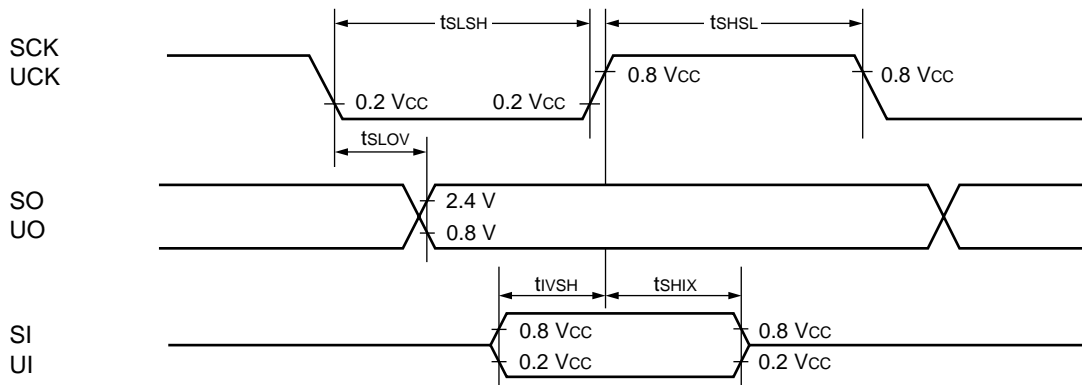 tSLSH tSHSL
SCK
UCK
0.8 VCC 0.8 VCC
0.2 VCC 0.2 VCC
tSLOV
SO
UO
2.4 V
0.8 V
tIVSH tSHIX
SI
UI
0.8 VCC 0.8 VCC
0.2 VCC 0.2 VCC